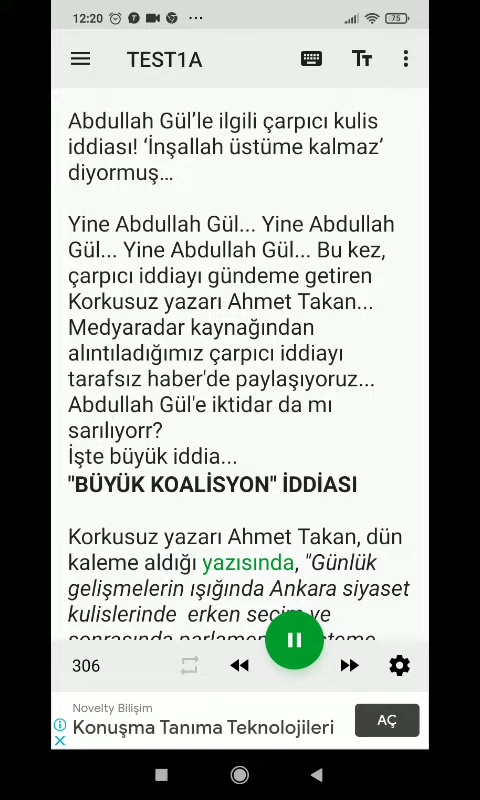 12:20
75
TEST1A
Abdullah Gül’le ilgili çarpıcı kulis
iddiası! ‘İnşallah üstüme kalmaz’
diyormuş…
Yine Abdullah Gül... Yine Abdullah
Gül... Yine Abdullah Gül... Bu kez,
çarpıcı iddiayı gündeme getiren
Korkusuz yazarı Ahmet Takan...
Medyaradar kaynağından
alıntıladığımız çarpıcı iddiayı
tarafsız haber'de paylaşıyoruz...
Abdullah Gül'e iktidar da mı
sarılıyorr?
İşte büyük iddia...
"BÜYÜK KOALİSYON" İDDİASI
Korkusuz yazarı Ahmet Takan, dün
kaleme aldığı yazısında, "Günlük
gelişmelerin ışığında Ankara siyaset
kulislerinde erken seçim ve
sonrasında
306
Novelty Bilişim
Konuşma Tanıma Teknolojileri
AÇ